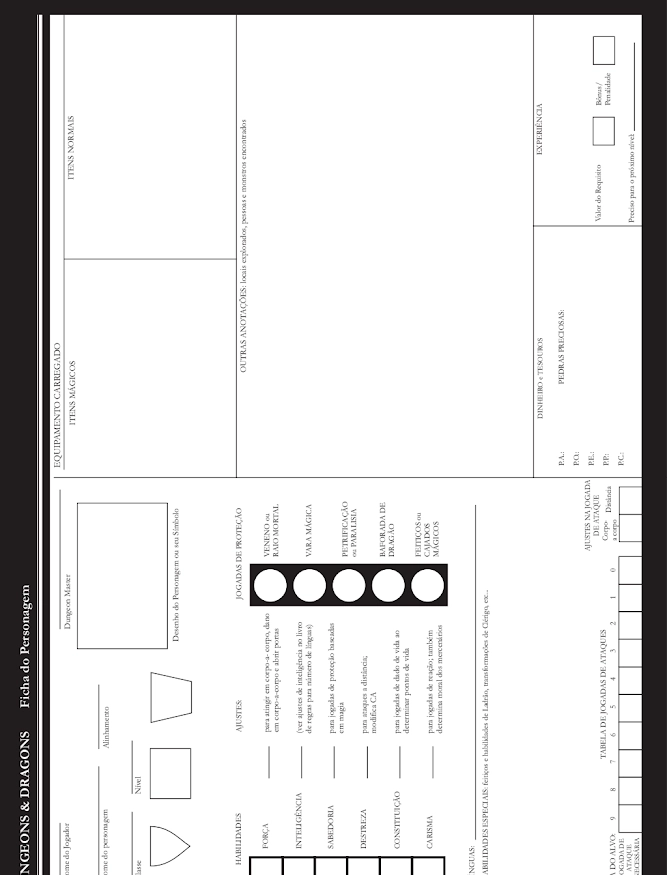 NGEONS & DRAGONS Ficha do Personagem
ome do Jogador
Dungeon Master
ome do personagem
Alinhamento
lasse
Nível
Desenho do Personagem ou seu Símbolo
HABILIDADES
AJUSTES:
JOGADAS DE PROTEÇÃO
FORÇA
para atingir em corpo-a- corpo, dano
em corpo-a-corpo e abrir portas
VENENO ou
RAIO MORTAL
INTELIGÊNCIA
(ver ajustes de inteligência no livro
de regras para número de línguas)
VARA MÁGICA
SABEDORIA
para jogadas de proteção baseadas
em magia
PETRIFICAÇÃO
ou PARALISIA
DESTREZA
para ataques a distância;
modifica CA
BAFORADA DE
DRAGÃO
CONSTITUIÇÃO
para jogadas de dado de vida ao
determinar pontos de vida
FEITIÇOS ou
CAJADOS
MÁGICOS
CARISMA
para jogadas de reação; também
determina moral dos mercenários
NGUAS:
ABILIDADES ESPECIAIS: feitiços e habilidades de Ladrão, transformações de Clérigo, etc...
TABELA DE JOGADAS DE ATAQUES
A DO ALVO: 9 8 7 6 5 4 3 2 1 0
OGADA DE
ATAQUE
ECESSÁRIA
AJUSTES NA JOGADA
DE ATAQUE
Corpo
a corpo
Distância
EQUIPAMENTO CARREGADO
ITENS MÁGICOS
ITENS NORMAIS
OUTRAS ANOTAÇÕES: locais explorados, pessoas e monstros encontrados
DINHEIRO e TESOUROS
P.A.:
PEDRAS PRECIOSAS:
P.O.:
P.E.:
P.P.:
P.C.:
EXPERIÊNCIA
Valor do Requisito
Bônus/
Penalidade
Preciso para o próximo nível: